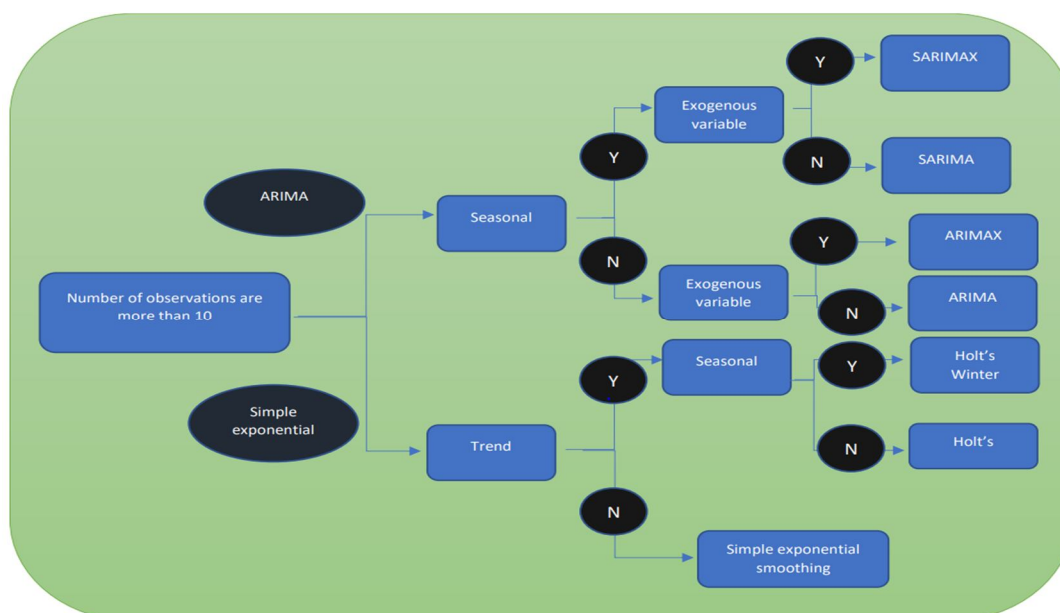 Y
SARIMAX
Exogenous
variable
Y
N
SARIMA
ARIMA
Seasonal
N
Y
ARIMAX
Exogenous
variable
N
ARIMA
Number of observations are
more than 10
Y
Seasonal
Y
Holt's
Winter
Simple
exponential
Trend
N
Holt's
N
Simple exponential
smoothing